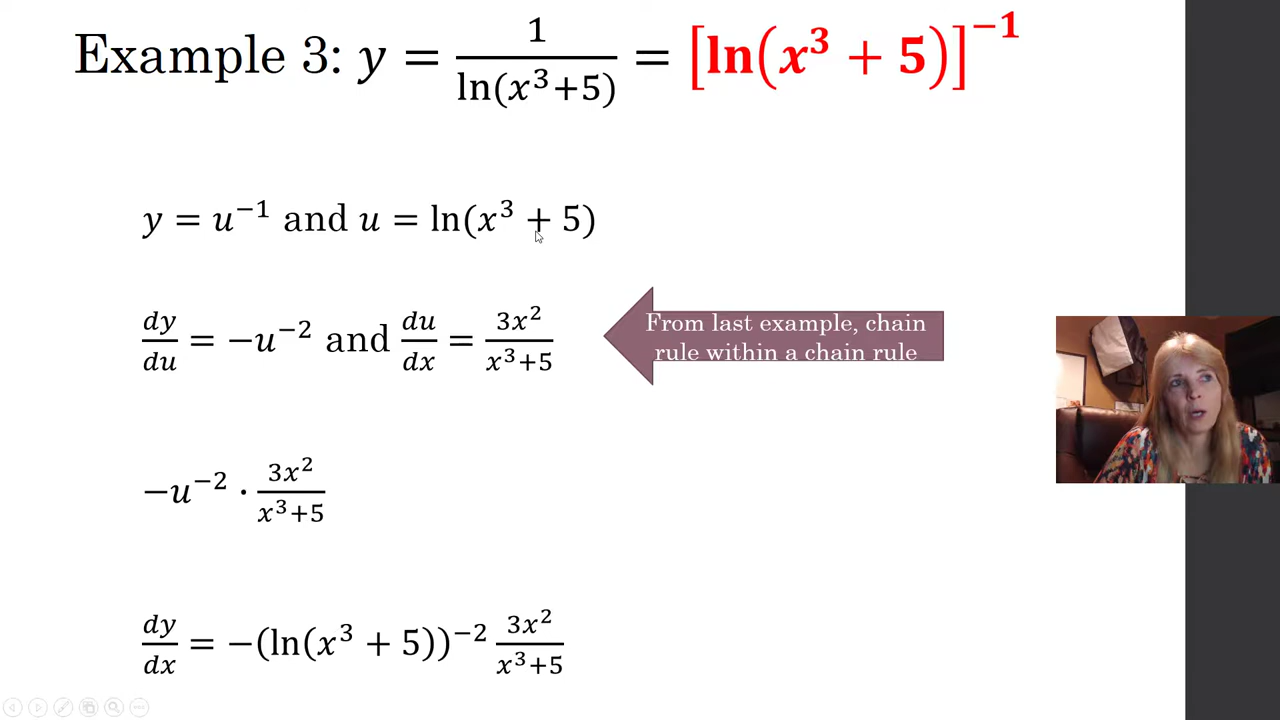 Example 3: y = 1/ln(x³+5) = [ln(x³ + 5)]⁻¹
y = u⁻¹ and u = ln(x³ + 5)
dy/du = −u⁻² and du/dx = 3x²/x³+5
From last example, chain
rule within a chain rule
−u⁻² · 3x²/x³+5
dy/dx = −(ln(x³ + 5))⁻² 3x²/x³+5